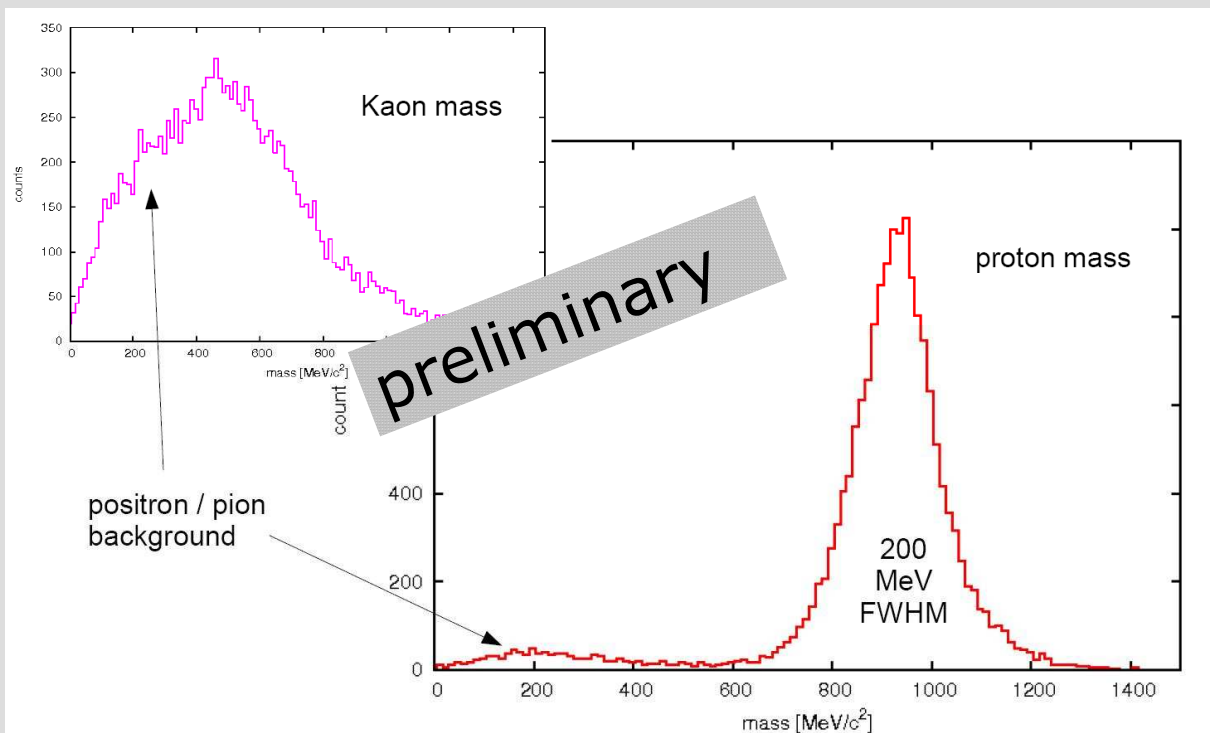 350
300
250
200
150
100
50
0
counts
Kaon mass
0 200 400 600 800
mass [MeV/c²]
preliminary
proton mass
count
400
200
0
200
MeV
FWHM
positron / pion
background
0 200 400 600 800 1000 1200 1400
mass [MeV/c²]